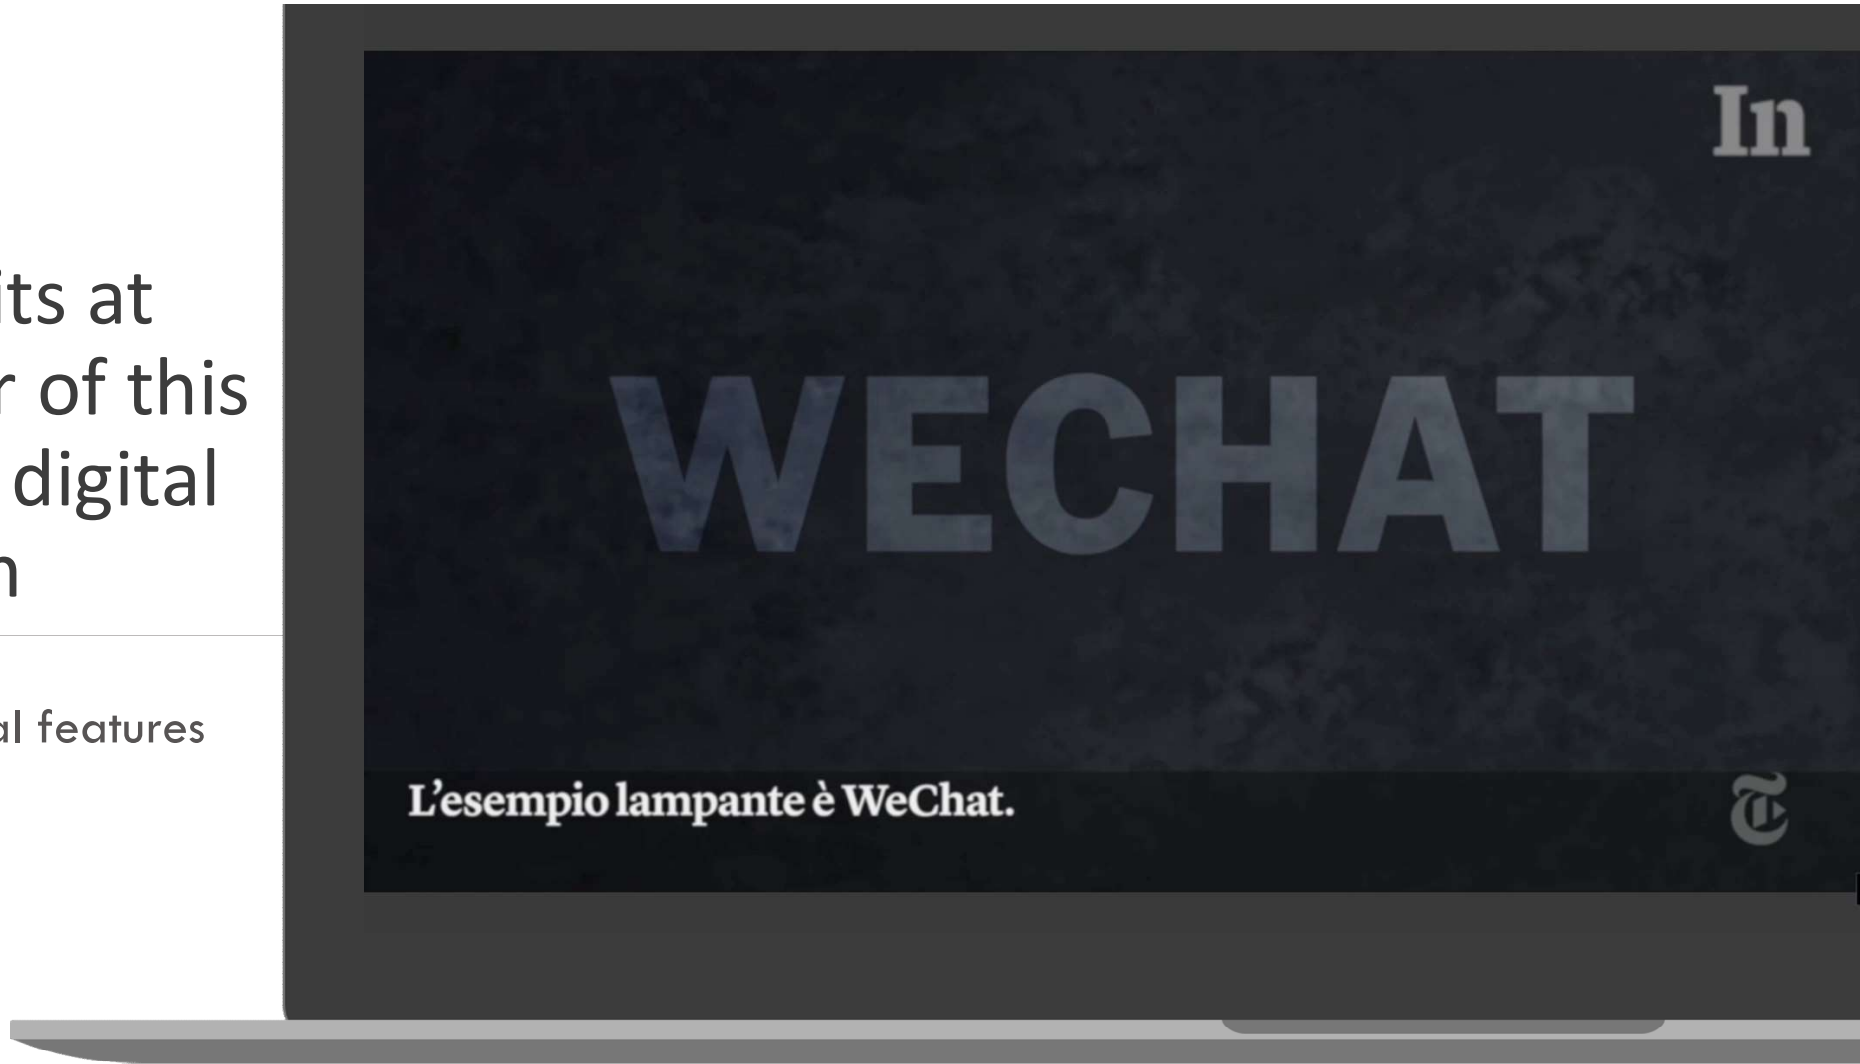 its at
r of this
digital
n
al features
In
WECHAT
L'esempio lampante è WeChat.
T